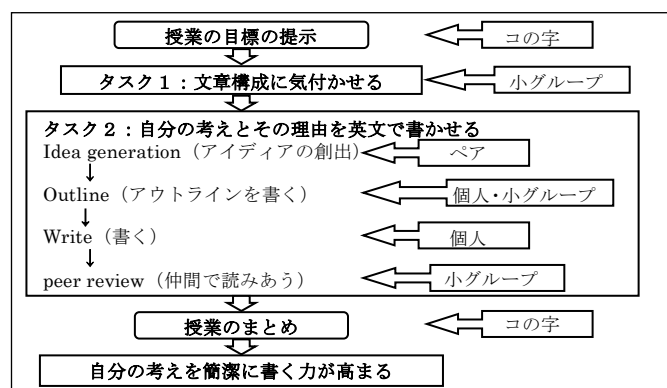 授業の目標の提示
コの字
タスク１：文章構成に気付かせる
小グループ
タスク２：自分の考えとその理由を英文で書かせる
Idea generation（アイディアの創出）
ペア
↓
Outline（アウトラインを書く）
個人・小グループ
↓
Write（書く）
個人
↓
peer review（仲間で読みあう）
小グループ
授業のまとめ
コの字
自分の考えを簡潔に書く力が高まる